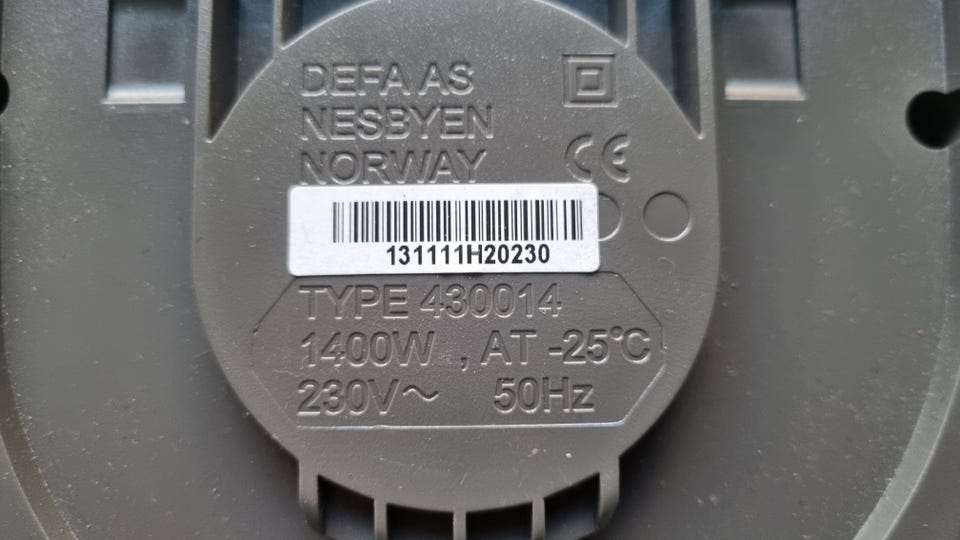 DEFA AS
NESBYEN
NORWAY
CE
131111H20230
TYPE 430014
1400W , AT -25°C
230V~ 50Hz